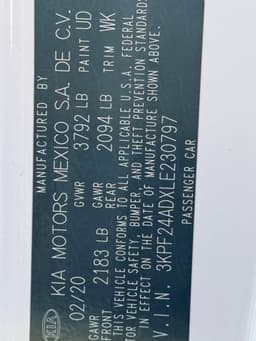 MANUFACTURED BY
KIA KIA MOTORS MEXICO S.A. DE C.V.
02/20 GVWR 3792 LB PAINT UD
GAWR FRONT 2183 LB GAWR REAR 2094 LB TRIM WK
THIS VEHICLE CONFORMS TO ALL APPLICABLE U.S.A. FEDERAL
MOTOR VEHICLE SAFETY, BUMPER, AND THEFT PREVENTION STANDARDS
IN EFFECT ON THE DATE OF MANUFACTURE SHOWN ABOVE.
V.I.N. 3KPF24ADXLE230797
PASSENGER CAR